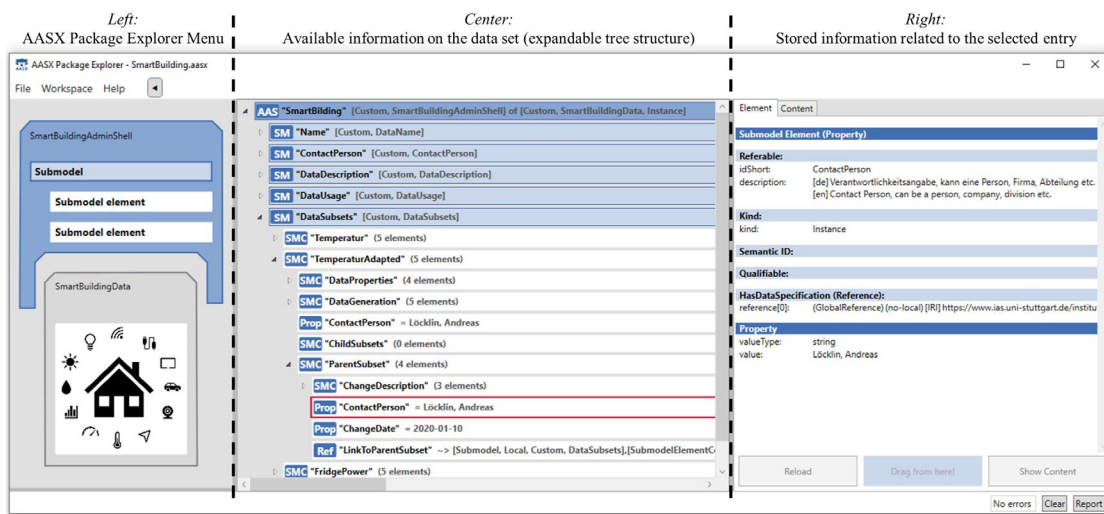 Left:
AASX Package Explorer Menu
Center:
Available information on the data set (expandable tree structure)
Right:
Stored information related to the selected entry
AASX Package Explorer - SmartBuilding.aasx
File Workspace Help
SmartBuildingAdminShell
Submodel
Submodel element
Submodel element
SmartBuildingData
AAS "SmartBilding" [Custom, SmartBuildingAdminShell] of [Custom, SmartBuildingData, Instance]
SM "Name" [Custom, DataName]
SM "ContactPerson" [Custom, ContactPerson]
SM "DataDescription" [Custom, DataDescription]
SM "DataUsage" [Custom, DataUsage]
SM "DataSubsets" [Custom, DataSubsets]
SMC "Temperatur" (5 elements)
SMC "TemperaturAdapted" (5 elements)
SMC "DataProperties" (4 elements)
SMC "DataGeneration" (5 elements)
Prop "ContactPerson" = Löcklin, Andreas
SMC "ChildSubsets" (0 elements)
SMC "ParentSubset" (4 elements)
SMC "ChangeDescription" (3 elements)
Prop "ContactPerson" = Löcklin, Andreas
Prop "ChangeDate" = 2020-01-10
Ref "LinkToParentSubset" ~> [Submodel, Local, Custom, DataSubsets],[SubmodelElementC
SMC "FridgePower" (5 elements)
Element Content
Submodel Element (Property)
Referable:
idShort: ContactPerson
description: [de] Verantwortlichkeitsangabe, kann eine Person, Firma, Abteilung etc.
[en] Contact Person, can be a person, company, division etc.
Kind:
kind: Instance
Semantic ID:
Qualifiable:
HasDataSpecification (Reference):
reference[0]: (GlobalReference) (no-local) [IRI] https://www.ias.uni-stuttgart.de/institu
Property
valueType: string
value: Löcklin, Andreas
Reload Drag from here! Show Content
No errors Clear Report